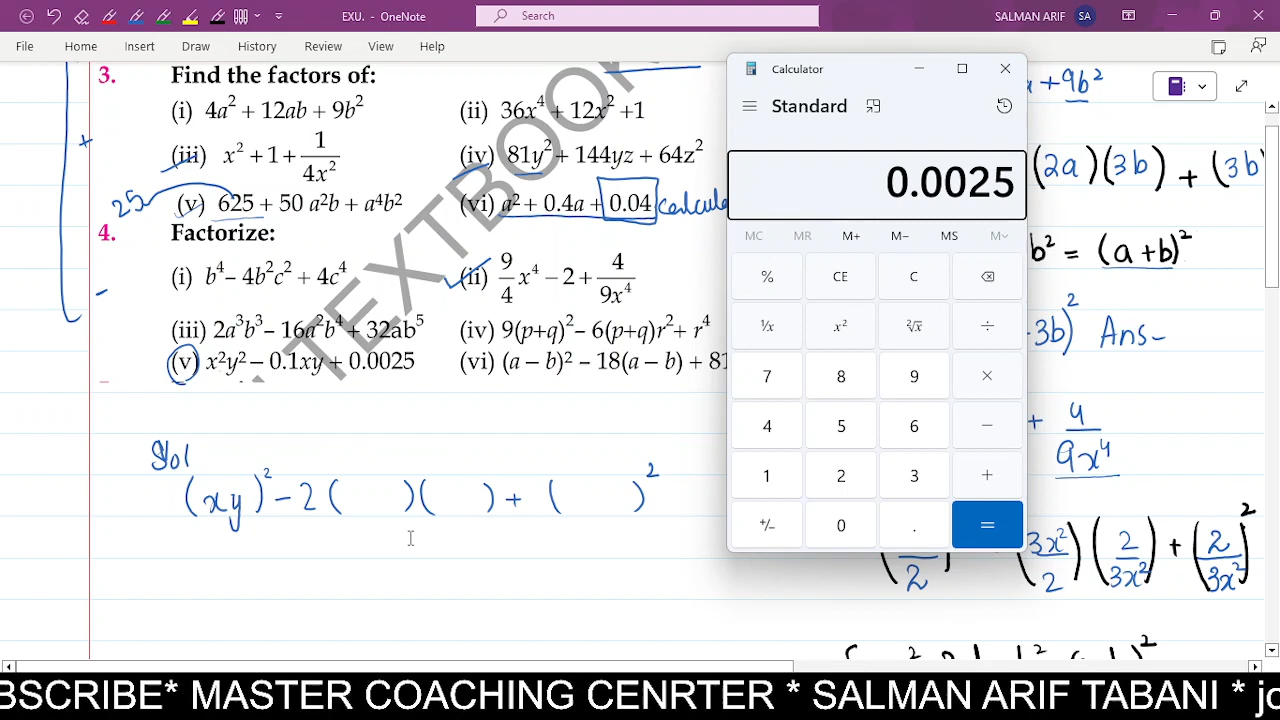 EXU. - OneNote
Search
SALMAN ARIF SA
File Home Insert Draw History Review View Help
3. Find the factors of:
(i) 4a² + 12ab + 9b² (ii) 36x⁴ + 12x² +1
(iii) x² + 1 + 1/4x² (iv) 81y² + 144yz + 64z²
25 (v) 625 + 50 a²b + a⁴b² (vi) a² + 0.4a + 0.04
4. Factorize:
(i) b⁴ – 4b²c² + 4c⁴ (ii) 9/4 x⁴ – 2 + 4/9x⁴
(iii) 2a³b³ – 16a²b⁴ + 32ab⁵ (iv) 9(p+q)² – 6(p+q)r² + r⁴
(v) x²y² – 0.1xy + 0.0025 (vi) (a – b)² – 18(a – b) + 81
TEXTBOOK
+
-
Sol
(xy)² - 2( )( ) + ( )²
+ 9b²
(2a)(3b) + (3b
b² = (a+b)²
3b)² Ans-
+ 4/9x⁴
2 3x²/2)(2/3x²) + (2/3x²)²
Calculator
Standard
0.0025
MC MR M+ M− MS M˅
% CE C ⌫
¹/x x² ²√x ÷
7 8 9 ×
4 5 6 −
1 2 3 +
+/− 0 . =
BSCRIBE* MASTER COACHING CENRTER * SALMAN ARIF TABANI * jo